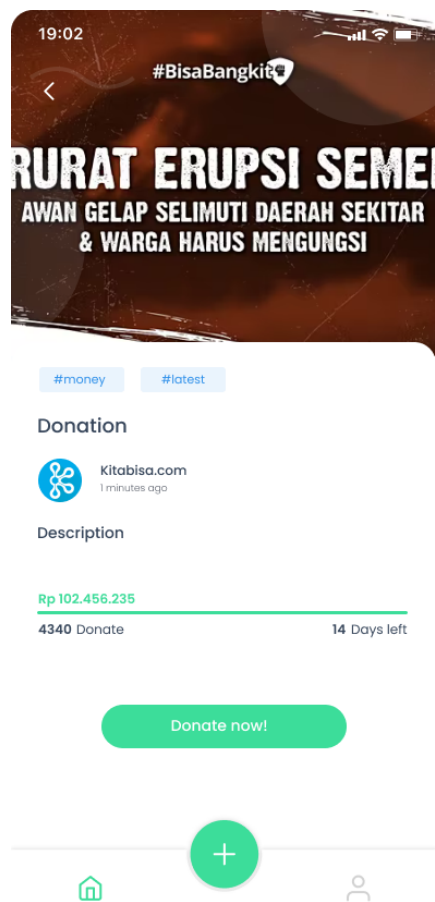 19:02
#BisaBangkit
RURAT ERUPSI SEME
AWAN GELAP SELIMUTI DAERAH SEKITAR
& WARGA HARUS MENGUNGSI
#money #latest
Donation
Kitabisa.com
1 minutes ago
Description
Rp 102.456.235
4340 Donate 14 Days left
Donate now!